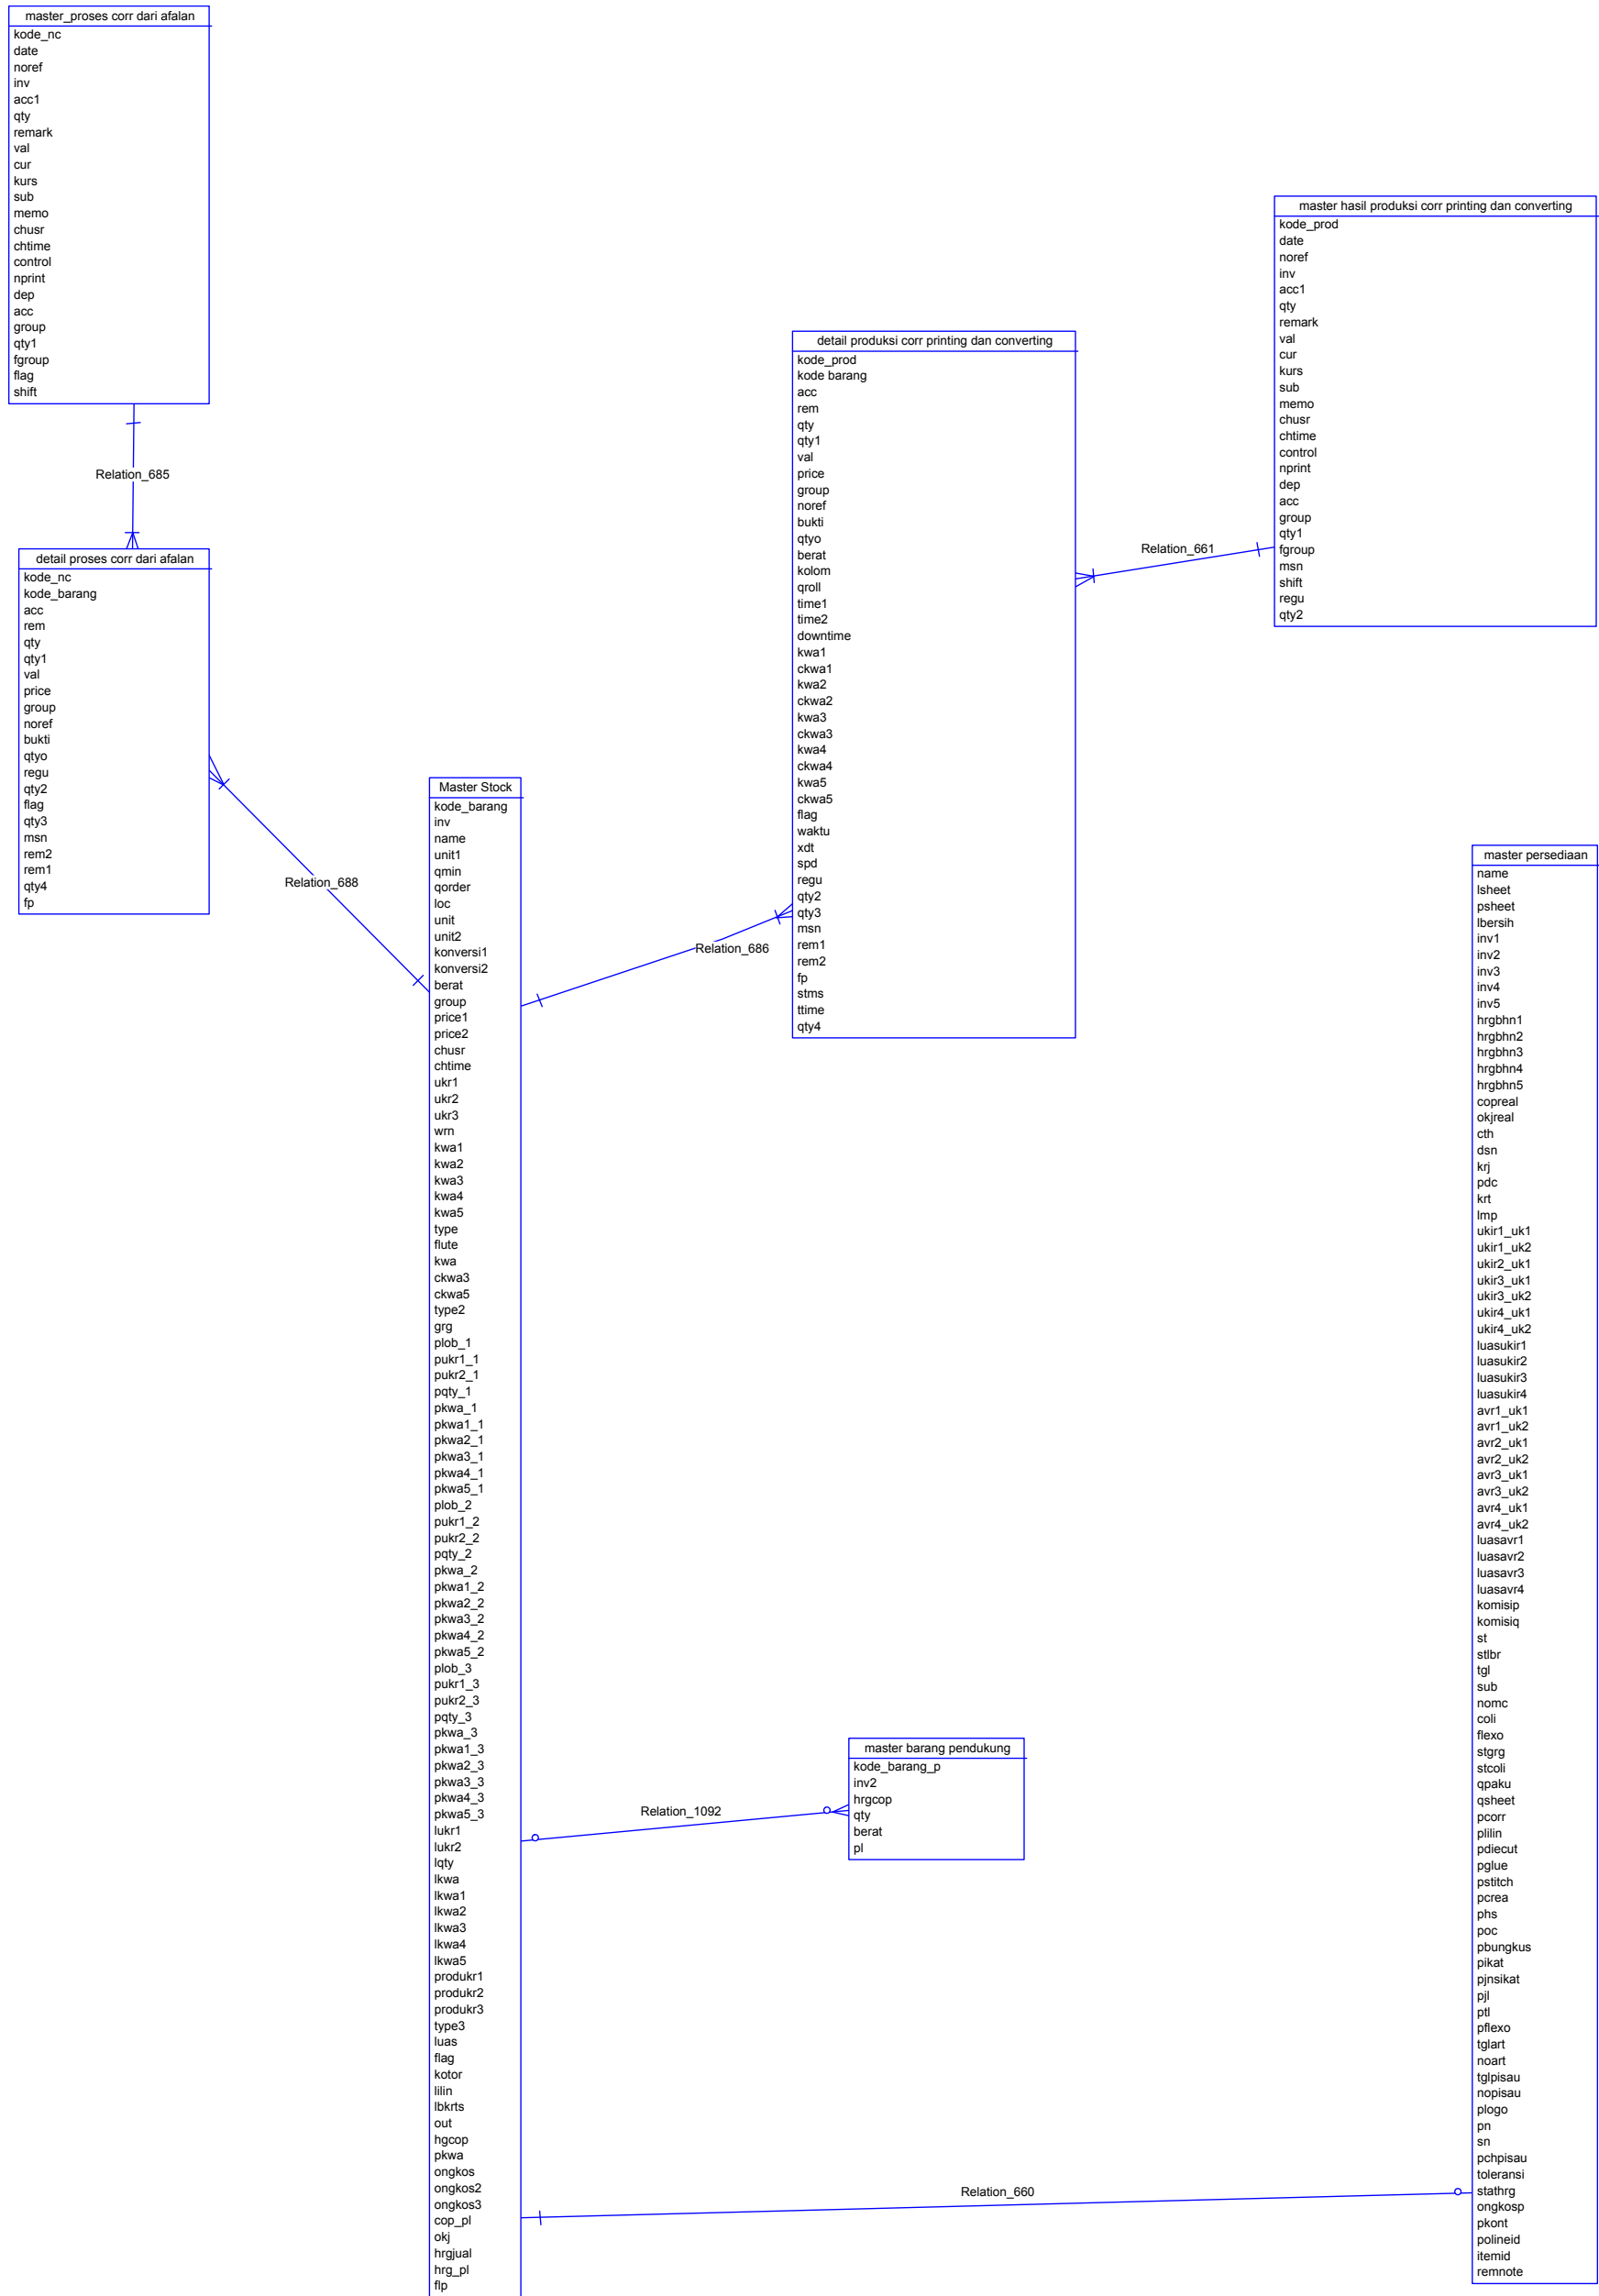 master_proses corr dari afalan
kode_nc
date
noref
inv
acc1
qty
remark
val
cur
kurs
sub
memo
chusr
chtime
control
nprint
dep
acc
group
qty1
fgroup
flag
shift
Relation_685
detail proses corr dari afalan
kode_nc
kode_barang
acc
rem
qty
qty1
val
price
group
noref
bukti
qtyo
regu
qty2
flag
qty3
msn
rem2
rem1
qty4
fp
Relation_688
Master Stock
kode_barang
inv
name
unit1
qmin
qorder
loc
unit
unit2
konversi1
konversi2
berat
group
price1
price2
chusr
chtime
ukr1
ukr2
ukr3
wrn
kwa1
kwa2
kwa3
kwa4
kwa5
type
flute
kwa
ckwa3
ckwa5
type2
grg
plob_1
pukr1_1
pukr2_1
pqty_1
pkwa_1
pkwa1_1
pkwa2_1
pkwa3_1
pkwa4_1
pkwa5_1
plob_2
pukr1_2
pukr2_2
pqty_2
pkwa_2
pkwa1_2
pkwa2_2
pkwa3_2
pkwa4_2
pkwa5_2
plob_3
pukr1_3
pukr2_3
pqty_3
pkwa_3
pkwa1_3
pkwa2_3
pkwa3_3
pkwa4_3
pkwa5_3
lukr1
lukr2
lqty
lkwa
lkwa1
lkwa2
lkwa3
lkwa4
lkwa5
produkr1
produkr2
produkr3
type3
luas
flag
kotor
lilin
lbkrts
out
hgcop
pkwa
ongkos
ongkos2
ongkos3
cop_pl
okj
hrgjual
hrg_pl
flp
Relation_686
detail produksi corr printing dan converting
kode_prod
kode barang
acc
rem
qty
qty1
val
price
group
noref
bukti
qtyo
berat
kolom
qroll
time1
time2
downtime
kwa1
ckwa1
kwa2
ckwa2
kwa3
ckwa3
kwa4
ckwa4
kwa5
ckwa5
flag
waktu
xdt
spd
regu
qty2
qty3
msn
rem1
rem2
fp
stms
ttime
qty4
Relation_661
master hasil produksi corr printing dan converting
kode_prod
date
noref
inv
acc1
qty
remark
val
cur
kurs
sub
memo
chusr
chtime
control
nprint
dep
acc
group
qty1
fgroup
msn
shift
regu
qty2
Relation_1092
master barang pendukung
kode_barang_p
inv2
hrgcop
qty
berat
pl
Relation_660
master persediaan
name
lsheet
psheet
lbersih
inv1
inv2
inv3
inv4
inv5
hrgbhn1
hrgbhn2
hrgbhn3
hrgbhn4
hrgbhn5
copreal
okjreal
cth
dsn
krj
pdc
krt
lmp
ukir1_uk1
ukir1_uk2
ukir2_uk1
ukir3_uk1
ukir3_uk2
ukir4_uk1
ukir4_uk2
luasukir1
luasukir2
luasukir3
luasukir4
avr1_uk1
avr1_uk2
avr2_uk1
avr2_uk2
avr3_uk1
avr3_uk2
avr4_uk1
avr4_uk2
luasavr1
luasavr2
luasavr3
luasavr4
komisip
komisiq
st
stlbr
tgl
sub
nomc
coli
flexo
stgrg
stcoli
qpaku
qsheet
pcorr
plilin
pdiecut
pglue
pstitch
pcrea
phs
poc
pbungkus
pikat
pjnsikat
pjl
ptl
pflexo
tglart
noart
tglpisau
nopisau
plogo
pn
sn
pchpisau
toleransi
stathrg
ongkosp
pkont
polineid
itemid
remnote